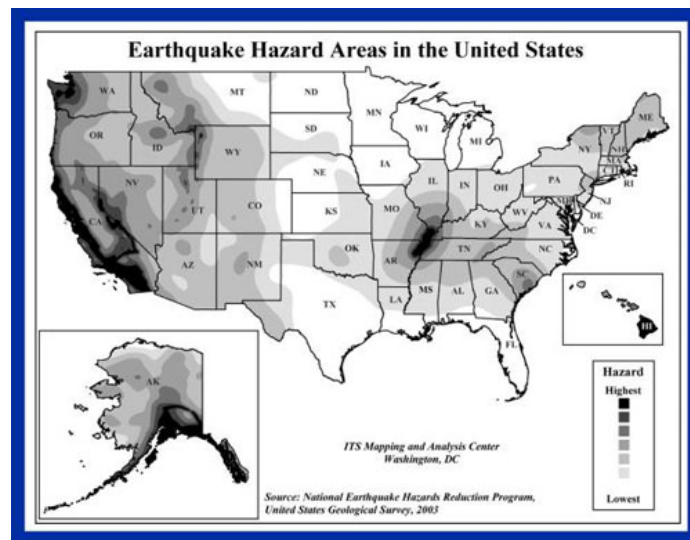 Earthquake Hazard Areas in the United States
WA
MT
ND
MN
ME
OR
ID
SD
WI
MI
NY
VT
NH
MA
CT
RI
WY
NV
NE
IA
PA
NJ
IL
IN
OH
MD
DE
DC
UT
CO
KS
MO
WV
VA
KY
CA
AZ
NM
OK
AR
TN
NC
SC
TX
LA
MS
AL
GA
FL
HI
AK
Hazard
Highest
Lowest
ITS Mapping and Analysis Center
Washington, DC
Source: National Earthquake Hazards Reduction Program,
United States Geological Survey, 2003